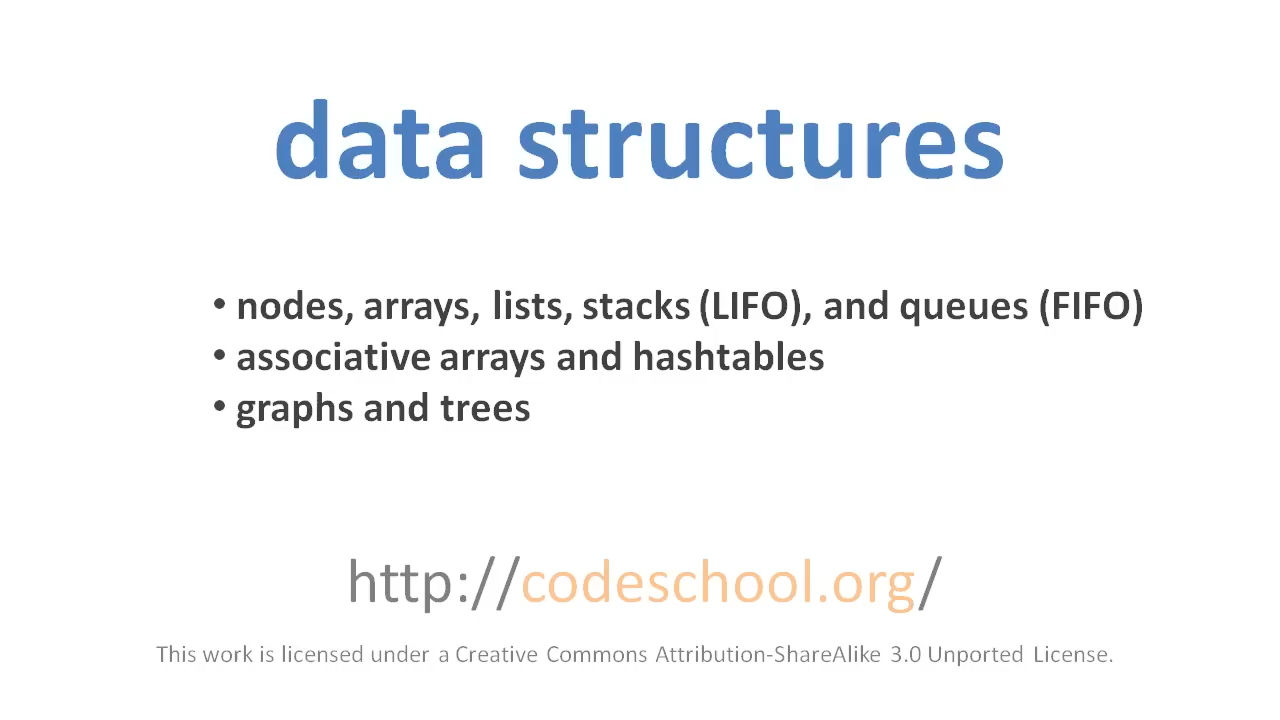 data structures
• nodes, arrays, lists, stacks (LIFO), and queues (FIFO)
• associative arrays and hashtables
• graphs and trees
http://codeschool.org/
This work is licensed under a Creative Commons Attribution-ShareAlike 3.0 Unported License.